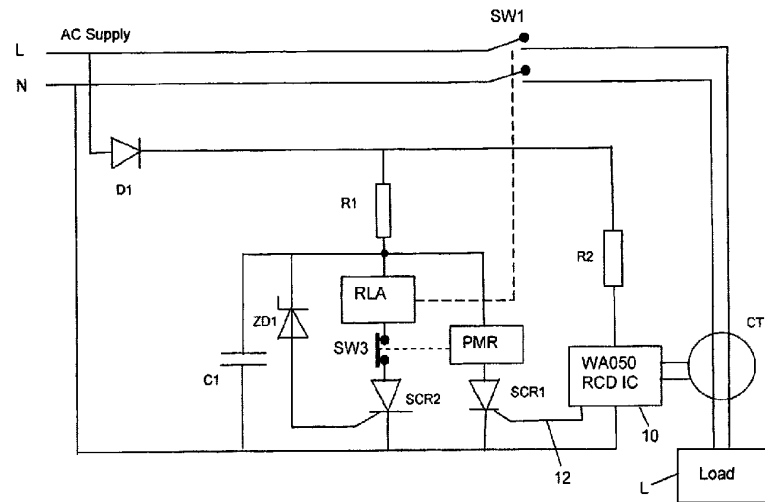 SW1
AC Supply
L
N
D1
R1
R2
RLA
ZD1
CT
SW3
PMR
WA050
RCD IC
C1
SCR2
SCR1
10
12
L
Load